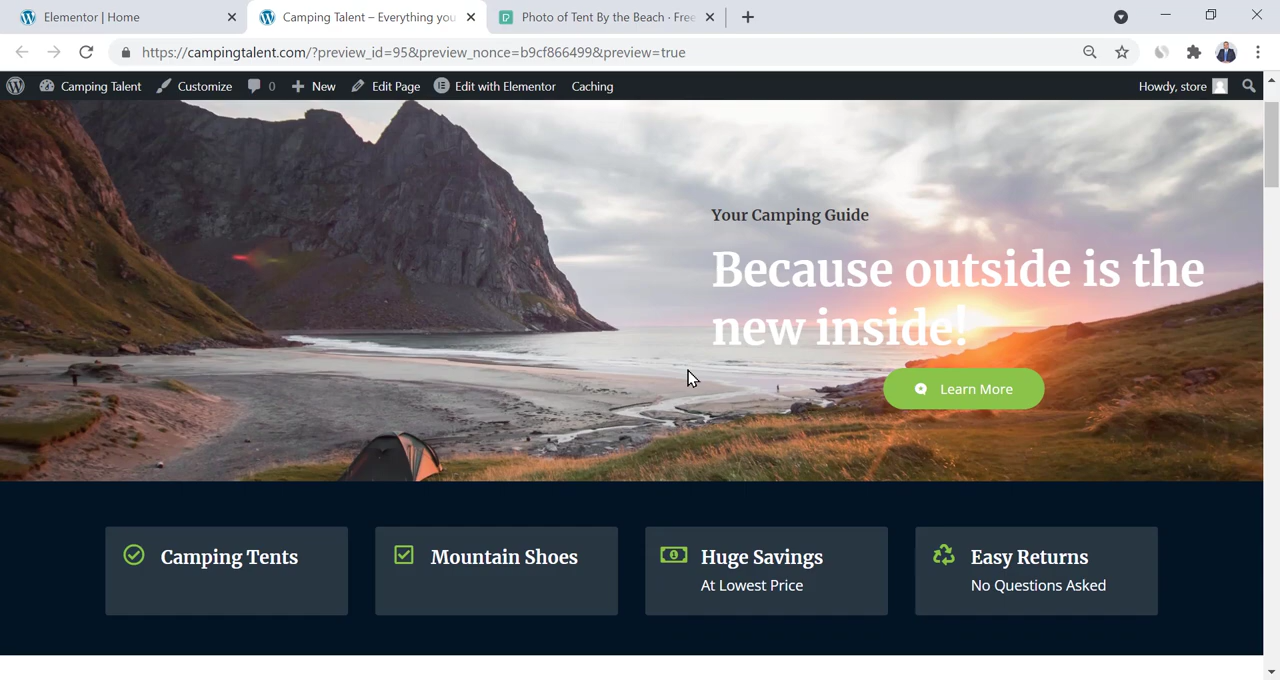 Elementor | Home
Camping Talent – Everything you
Photo of Tent By the Beach · Free
https://campingtalent.com/?preview_id=95&preview_nonce=b9cf866499&preview=true
Camping Talent
Customize
0
New
Edit Page
Edit with Elementor
Caching
Howdy, store
Your Camping Guide
Because outside is the
new inside!
Learn More
Camping Tents
Mountain Shoes
Huge Savings
At Lowest Price
Easy Returns
No Questions Asked